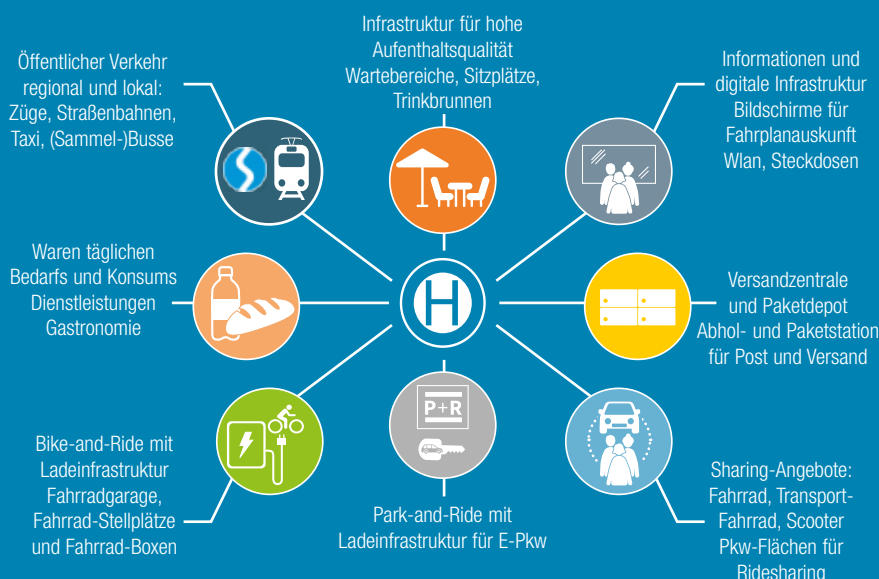 Infrastruktur für hohe
Aufenthaltsqualität
Wartebereiche, Sitzplätze,
Trinkbrunnen
Öffentlicher Verkehr
regional und lokal:
Züge, Straßenbahnen,
Taxi, (Sammel-)Busse
Informationen und
digitale Infrastruktur
Bildschirme für
Fahrplanauskunft
Wlan, Steckdosen
Waren täglichen
Bedarfs und Konsums
Dienstleistungen
Gastronomie
H
Versandzentrale
und Paketdepot
Abhol- und Paketstation
für Post und Versand
P+R
Bike-and-Ride mit
Ladeinfrastruktur
Fahrradgarage,
Fahrrad-Stellplätze
und Fahrrad-Boxen
Park-and-Ride mit
Ladeinfrastruktur für E-Pkw
Sharing-Angebote:
Fahrrad, Transport-
Fahrrad, Scooter
Pkw-Flächen für
Ridesharing